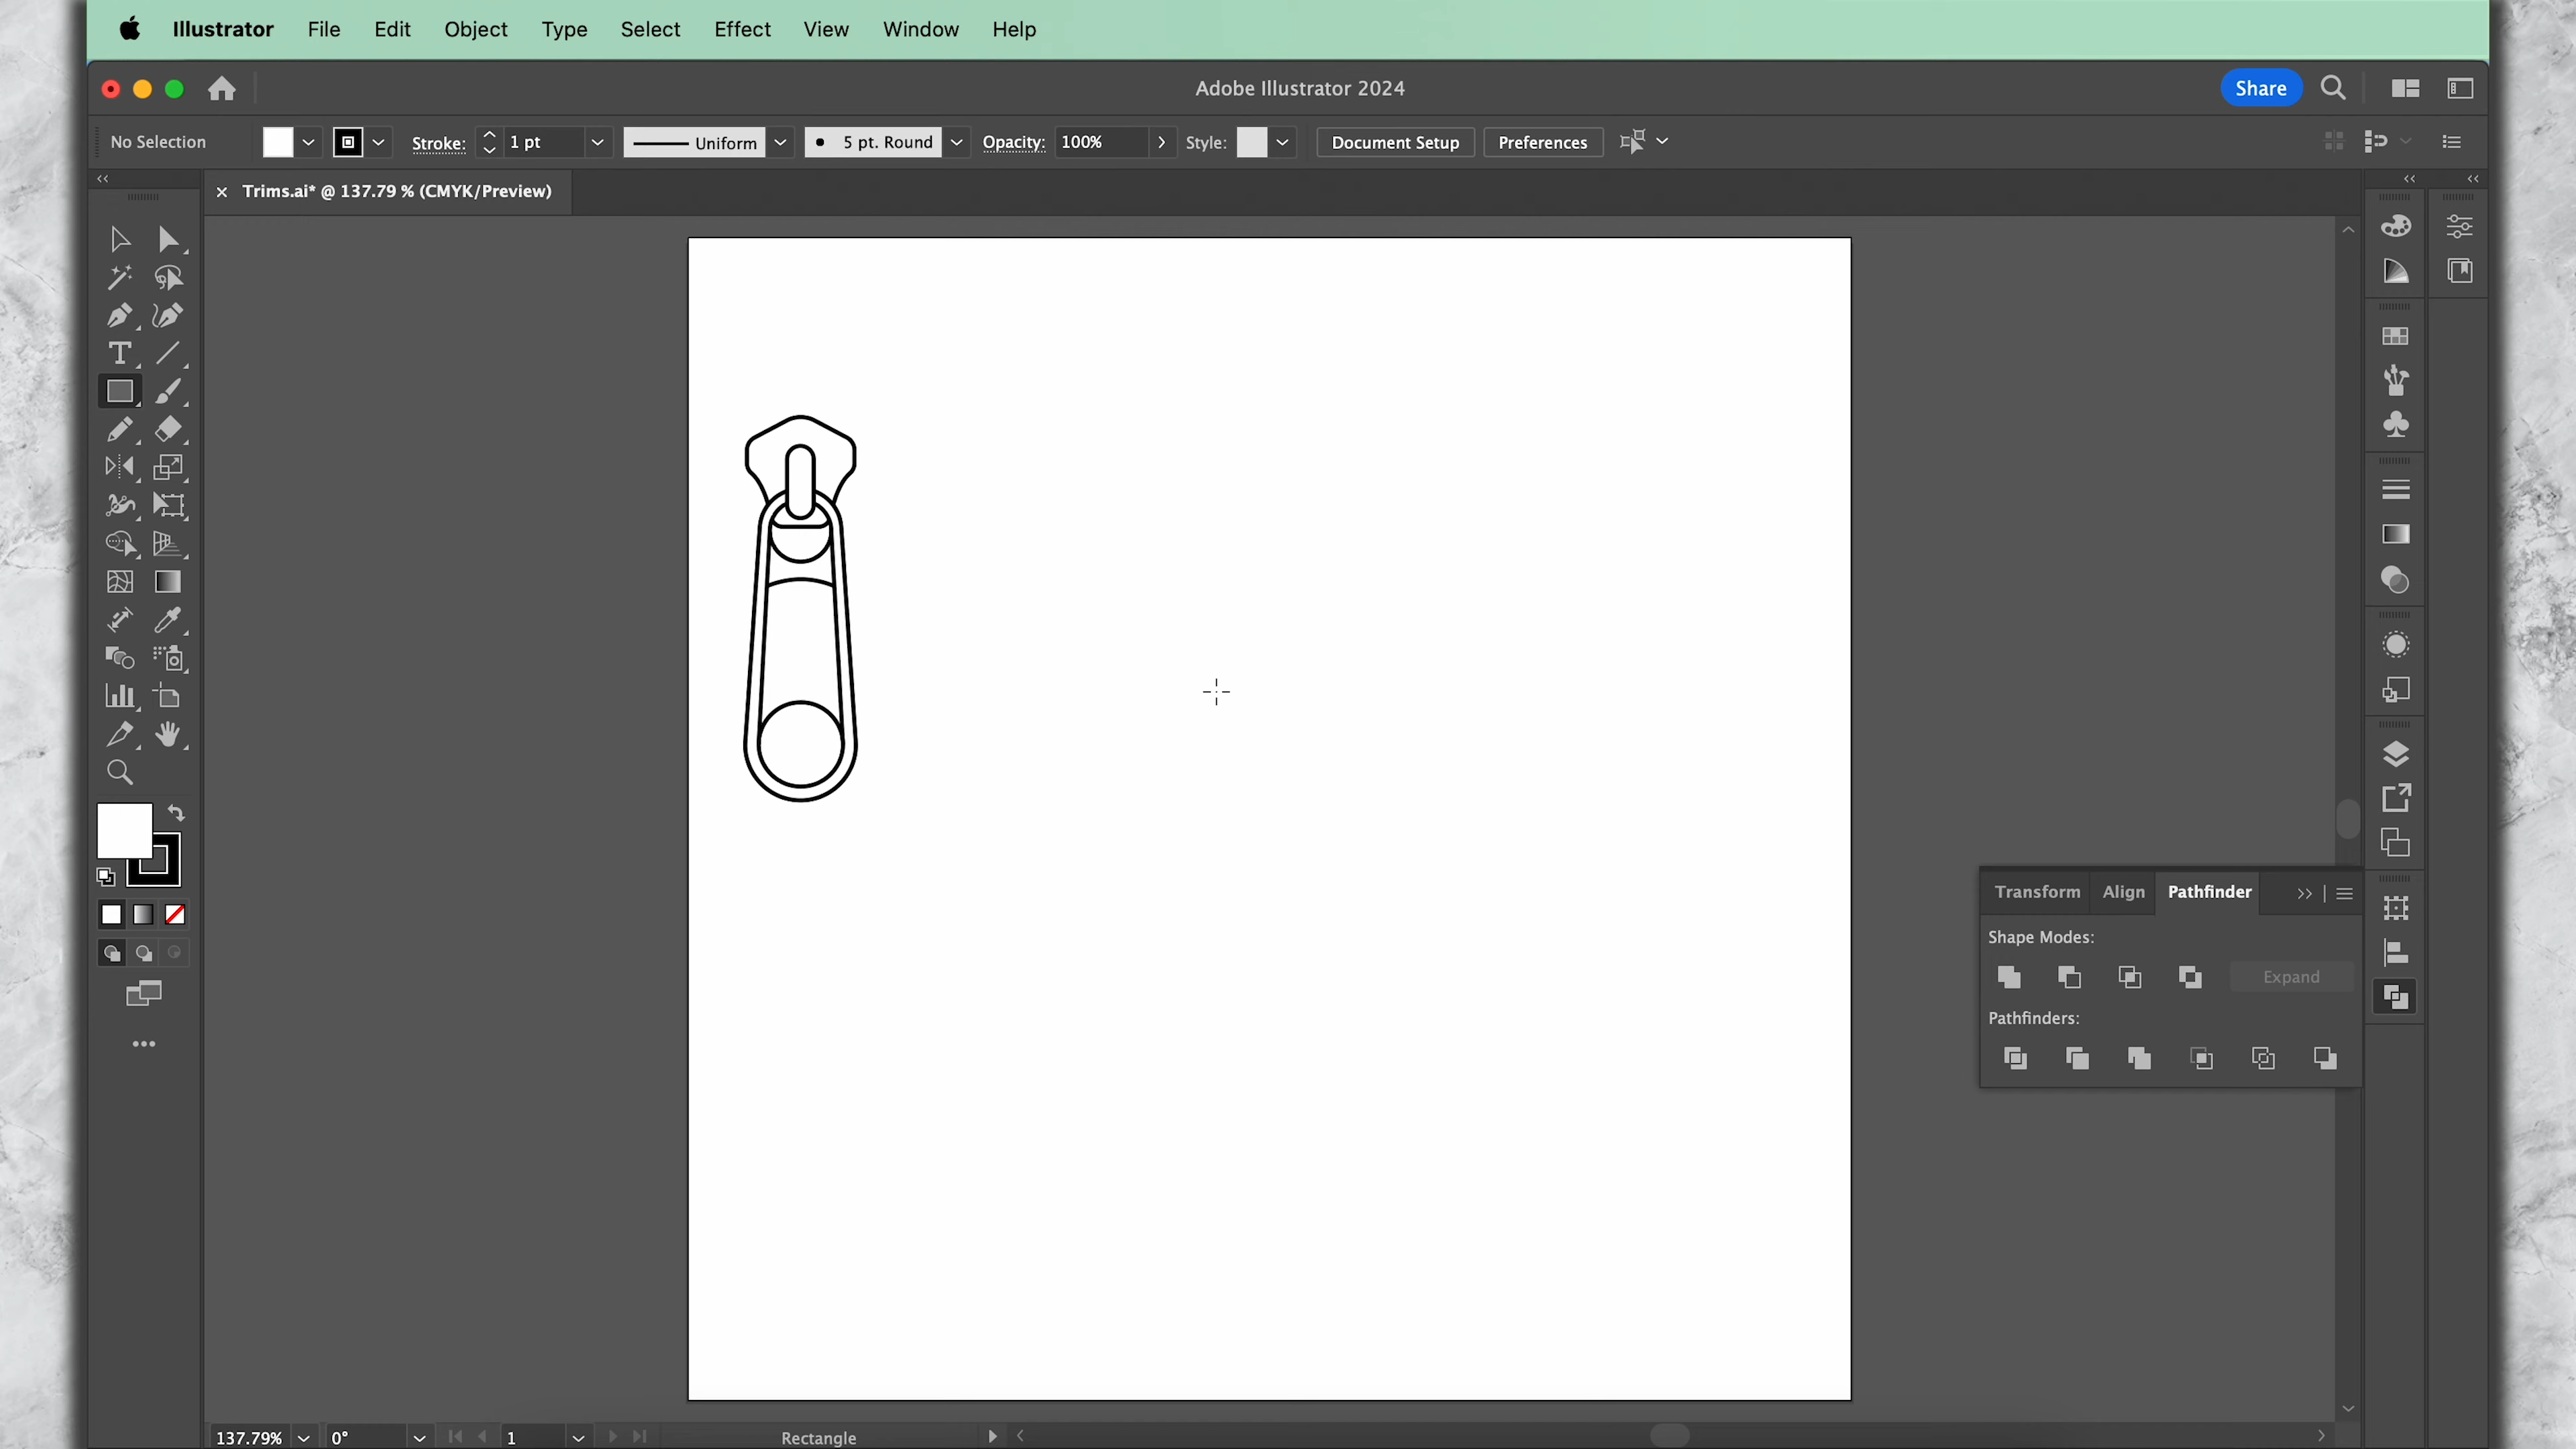 Illustrator File Edit Object Type Select Effect View Window Help
Adobe Illustrator 2024
Share
No Selection Stroke: 1 pt Uniform 5 pt. Round Opacity: 100% Style: Document Setup Preferences
Trims.ai* @ 137.79 % (CMYK/Preview)
Transform Align Pathfinder
Shape Modes:
Expand
Pathfinders:
137.79% 0° 1 Rectangle